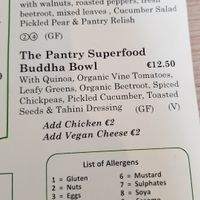 with walnuts, roasted peppers, fresh
beetroot, mixed leaves , Cucumber Salad
Pickled Pear & Pantry Relish
2 4 (GF)
The Pantry Superfood
Buddha Bowl €12.50
With Quinoa, Organic Vine Tomatoes,
Leafy Greens, Organic Beetroot, Spiced
Chickpeas, Pickled Cucumber, Toasted
Seeds & Tahini Dressing (GF) (V)
Add Chicken €2
Add Vegan Cheese €2
List of Allergens
1 = Gluten 6 = Mustard
2 = Nuts 7 = Sulphates
3 = Eggs 8 = Soya